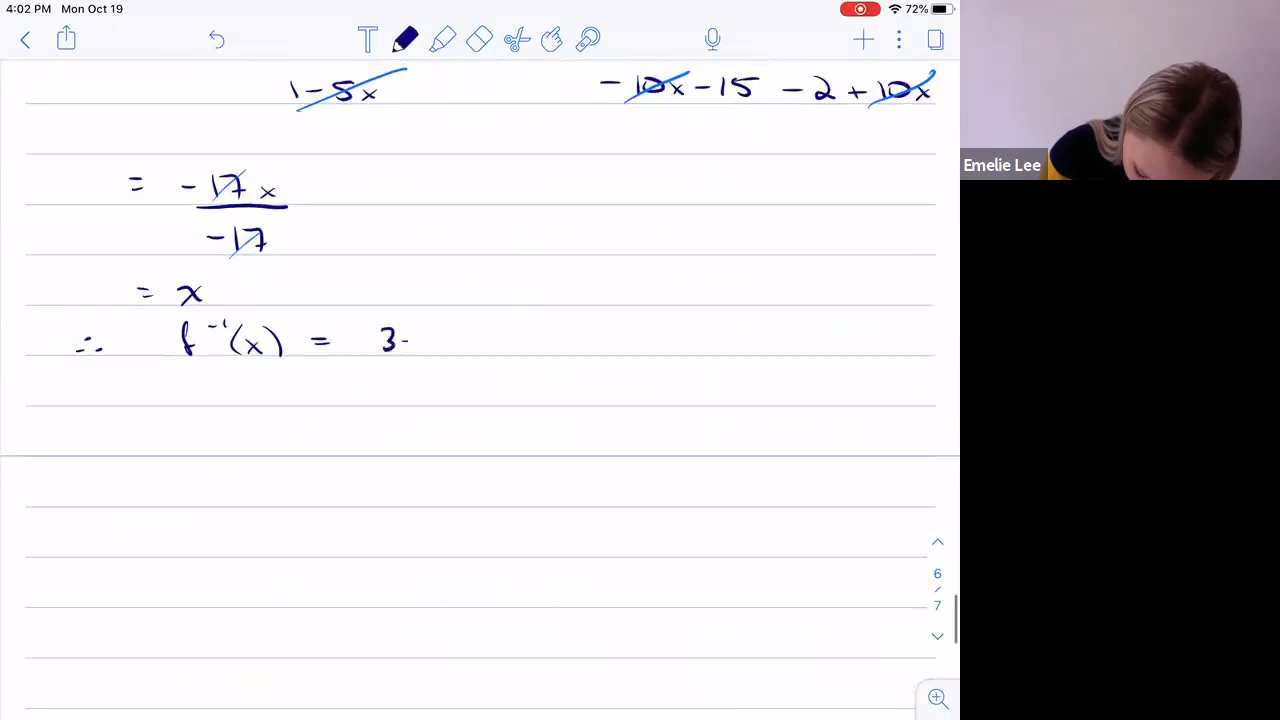 4:02 PM Mon Oct 19
72%
1 - 5x
- 10x - 15 - 2 + 10x
= - 17 x
- 17
= x
∴ f⁻¹(x) = 3 -
Emelie Lee
6
/
7
T